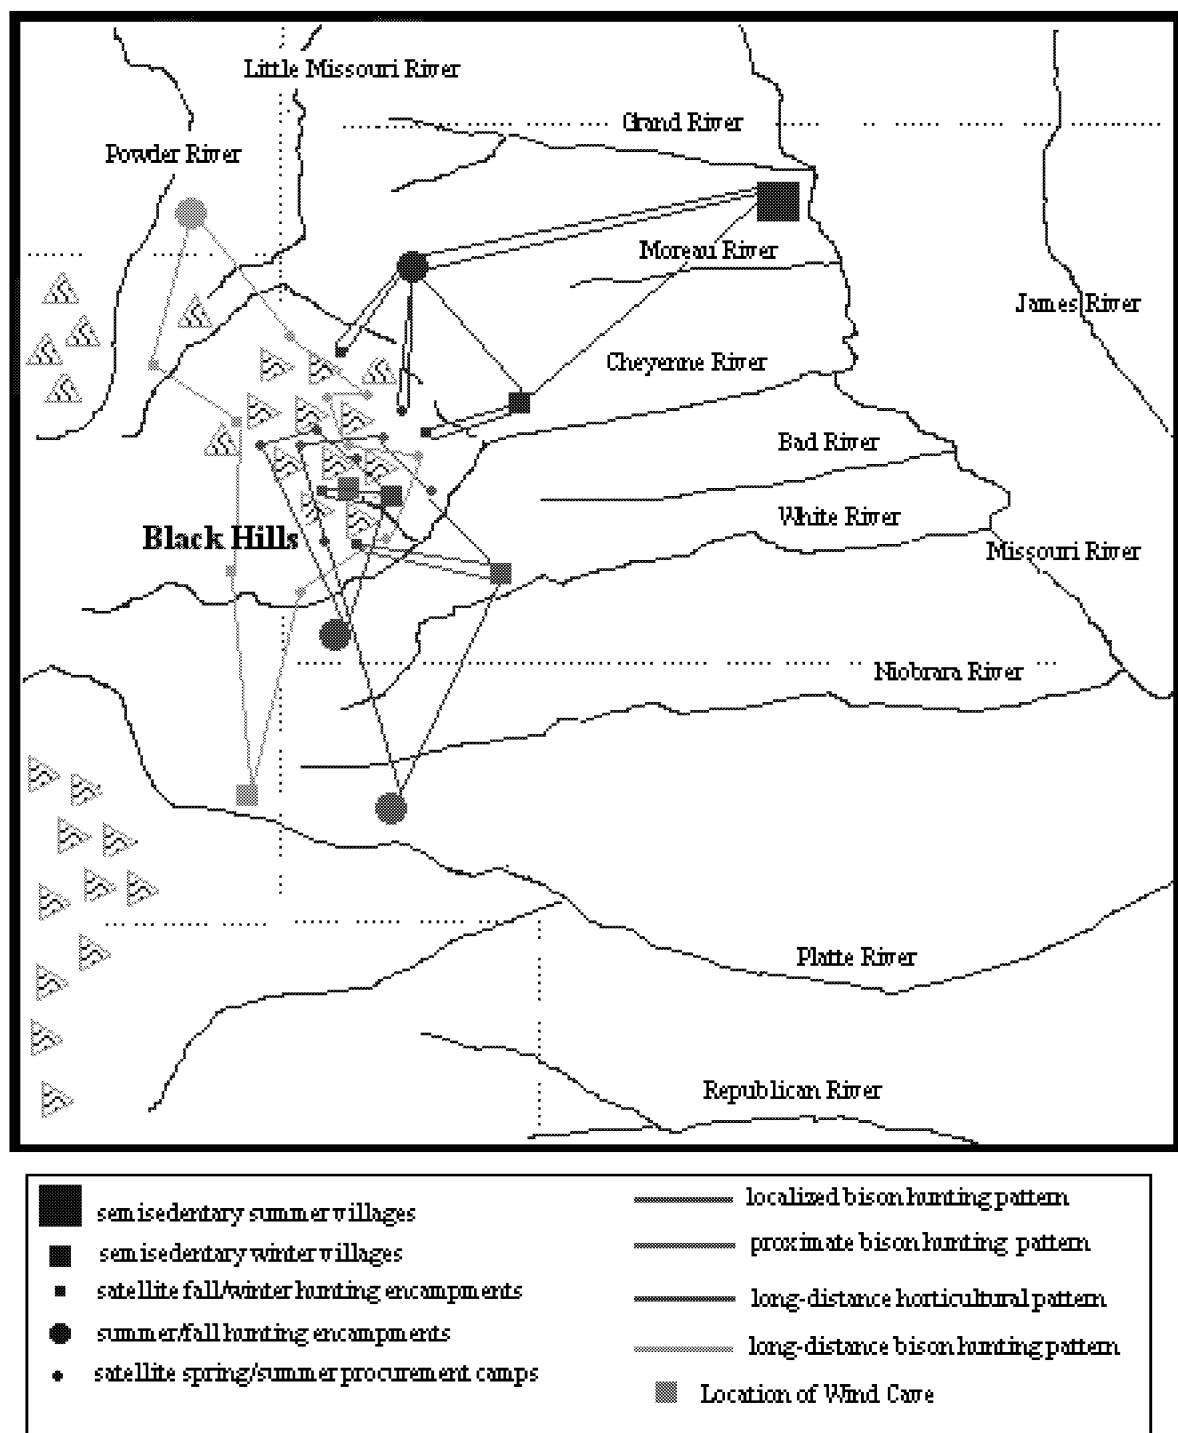 Little Missouri River
Grand River
Powder River
Moreau River
James River
Cheyenne River
Bad River
White River
Black Hills
Missouri River
Niobrara River
Platte River
Republican River
semisedentary summer villages
semisedentary winter villages
satellite fall/winter hunting encampments
summer/fall hunting encampments
satellite spring/summer procurement camps
localized bison hunting pattern
proximate bison hunting pattern
long-distance horticultural pattern
long-distance bison hunting pattern
Location of Wind Cave